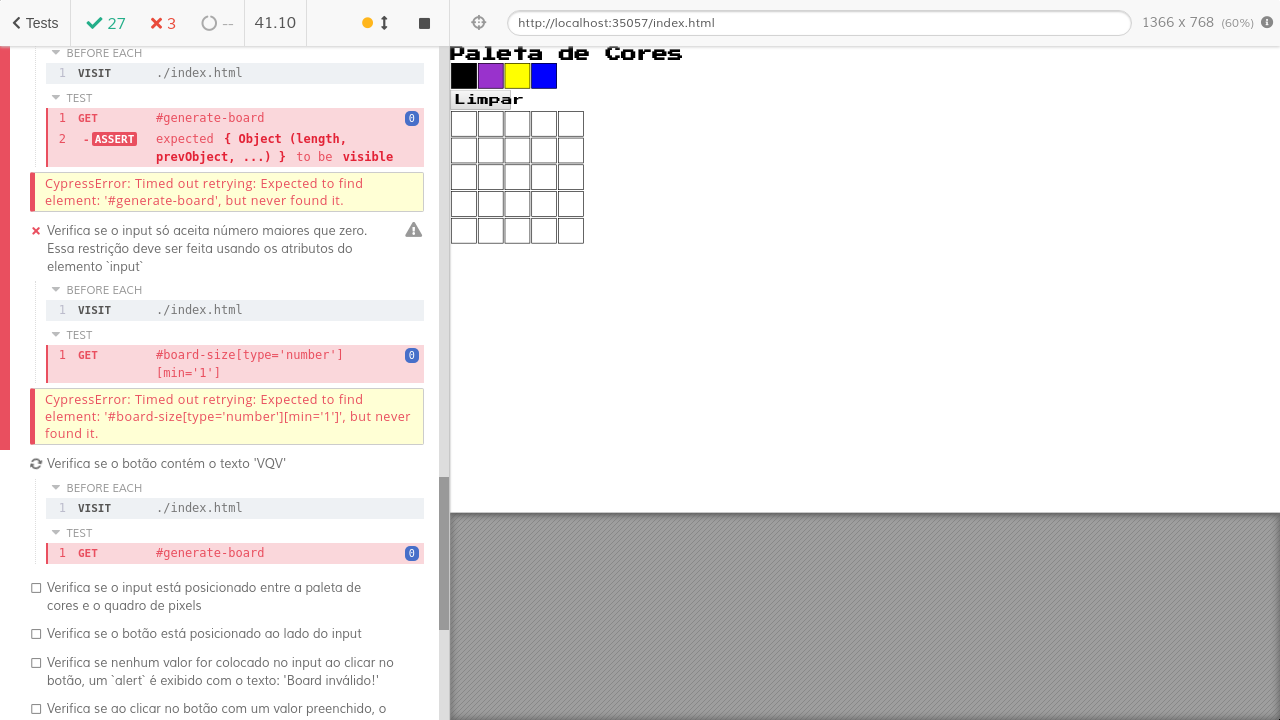 Tests 27 3 -- 41.10 http://localhost:35057/index.html 1366 x 768 (60%)
BEFORE EACH
1 VISIT ./index.html
TEST
1 GET #generate-board 0
2 -ASSERT expected { Object (length,
prevObject, ...) } to be visible
CypressError: Timed out retrying: Expected to find
element: '#generate-board', but never found it.
Verifica se o input só aceita número maiores que zero.
Essa restrição deve ser feita usando os atributos do
elemento `input`
BEFORE EACH
1 VISIT ./index.html
TEST
1 GET #board-size[type='number'] 0
[min='1']
CypressError: Timed out retrying: Expected to find
element: '#board-size[type='number'][min='1']', but never
found it.
Verifica se o botão contém o texto 'VQV'
BEFORE EACH
1 VISIT ./index.html
TEST
1 GET #generate-board 0
Verifica se o input está posicionado entre a paleta de
cores e o quadro de pixels
Verifica se o botão está posicionado ao lado do input
Verifica se nenhum valor for colocado no input ao clicar no
botão, um `alert` é exibido com o texto: 'Board inválido!'
Verifica se ao clicar no botão com um valor preenchido, o
Paleta de Cores
Limpar